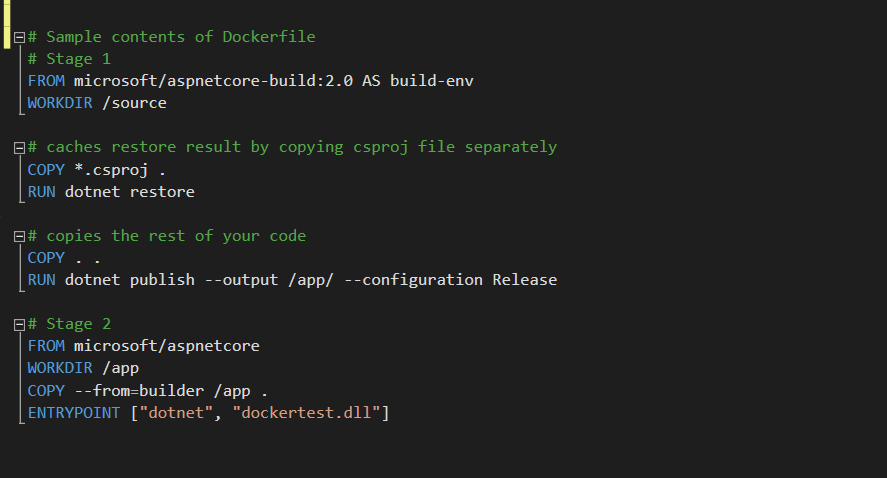 # Sample contents of Dockerfile
# Stage 1
FROM microsoft/aspnetcore-build:2.0 AS build-env
WORKDIR /source
# caches restore result by copying csproj file separately
COPY *.csproj .
RUN dotnet restore
# copies the rest of your code
COPY . .
RUN dotnet publish --output /app/ --configuration Release
# Stage 2
FROM microsoft/aspnetcore
WORKDIR /app
COPY --from=builder /app .
ENTRYPOINT ["dotnet", "dockertest.dll"]